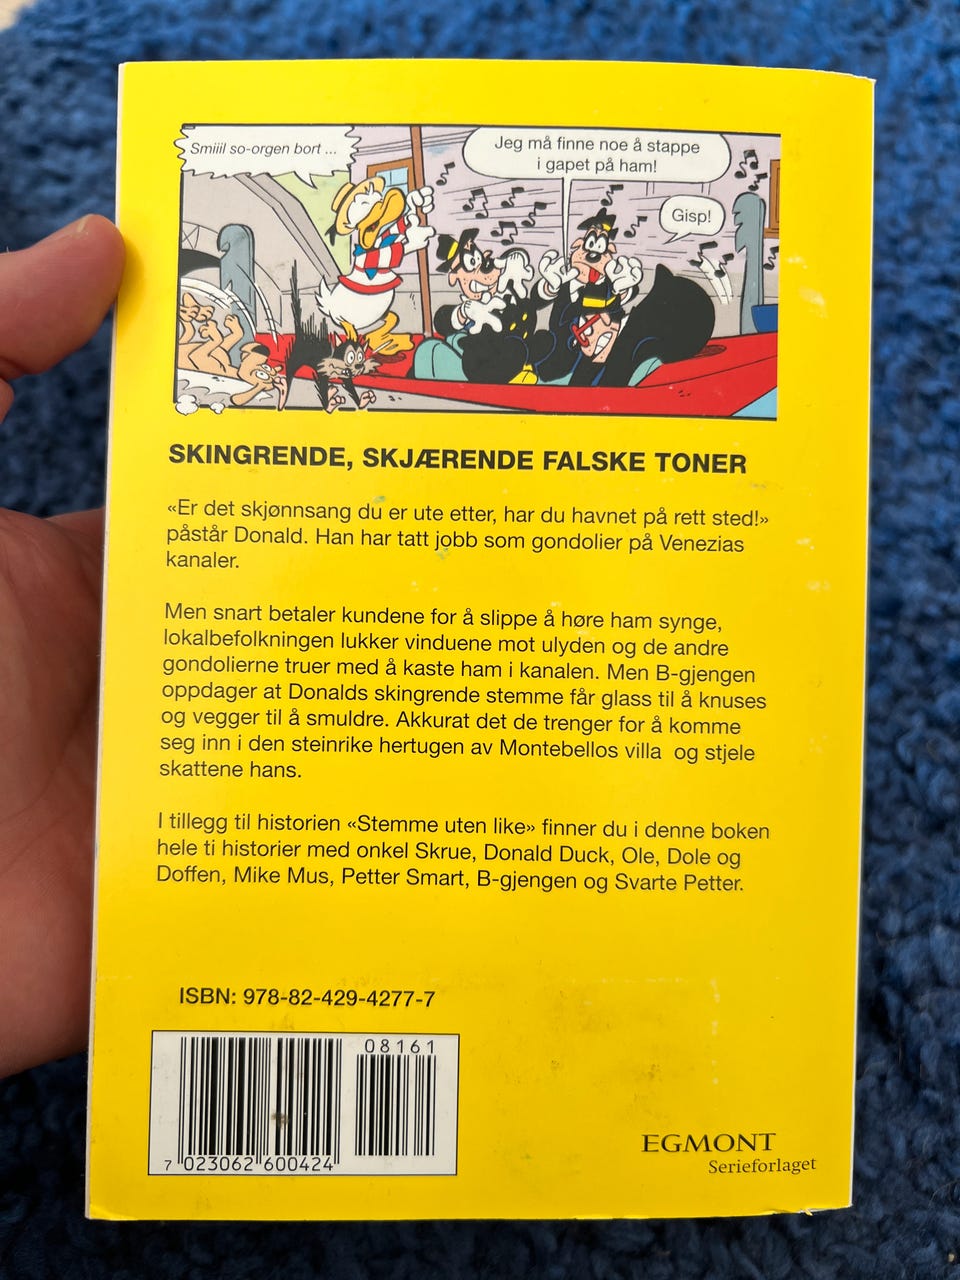 Smiiil so-orgen bort ...
Jeg må finne noe å stappe
i gapet på ham!
Gisp!
SKINGRENDE, SKJÆRENDE FALSKE TONER
«Er det skjønnsang du er ute etter, har du havnet på rett sted!»
påstår Donald. Han har tatt jobb som gondolier på Venezias
kanaler.
Men snart betaler kundene for å slippe å høre ham synge,
lokalbefolkningen lukker vinduene mot ulyden og de andre
gondolierne truer med å kaste ham i kanalen. Men B-gjengen
oppdager at Donalds skingrende stemme får glass til å knuses
og vegger til å smuldre. Akkurat det de trenger for å komme
seg inn i den steinrike hertugen av Montebellos villa og stjele
skattene hans.
I tillegg til historien «Stemme uten like» finner du i denne boken
hele ti historier med onkel Skrue, Donald Duck, Ole, Dole og
Doffen, Mike Mus, Petter Smart, B-gjengen og Svarte Petter.
ISBN: 978-82-429-4277-7
08161
7 023062 600424
EGMONT
Serieforlaget